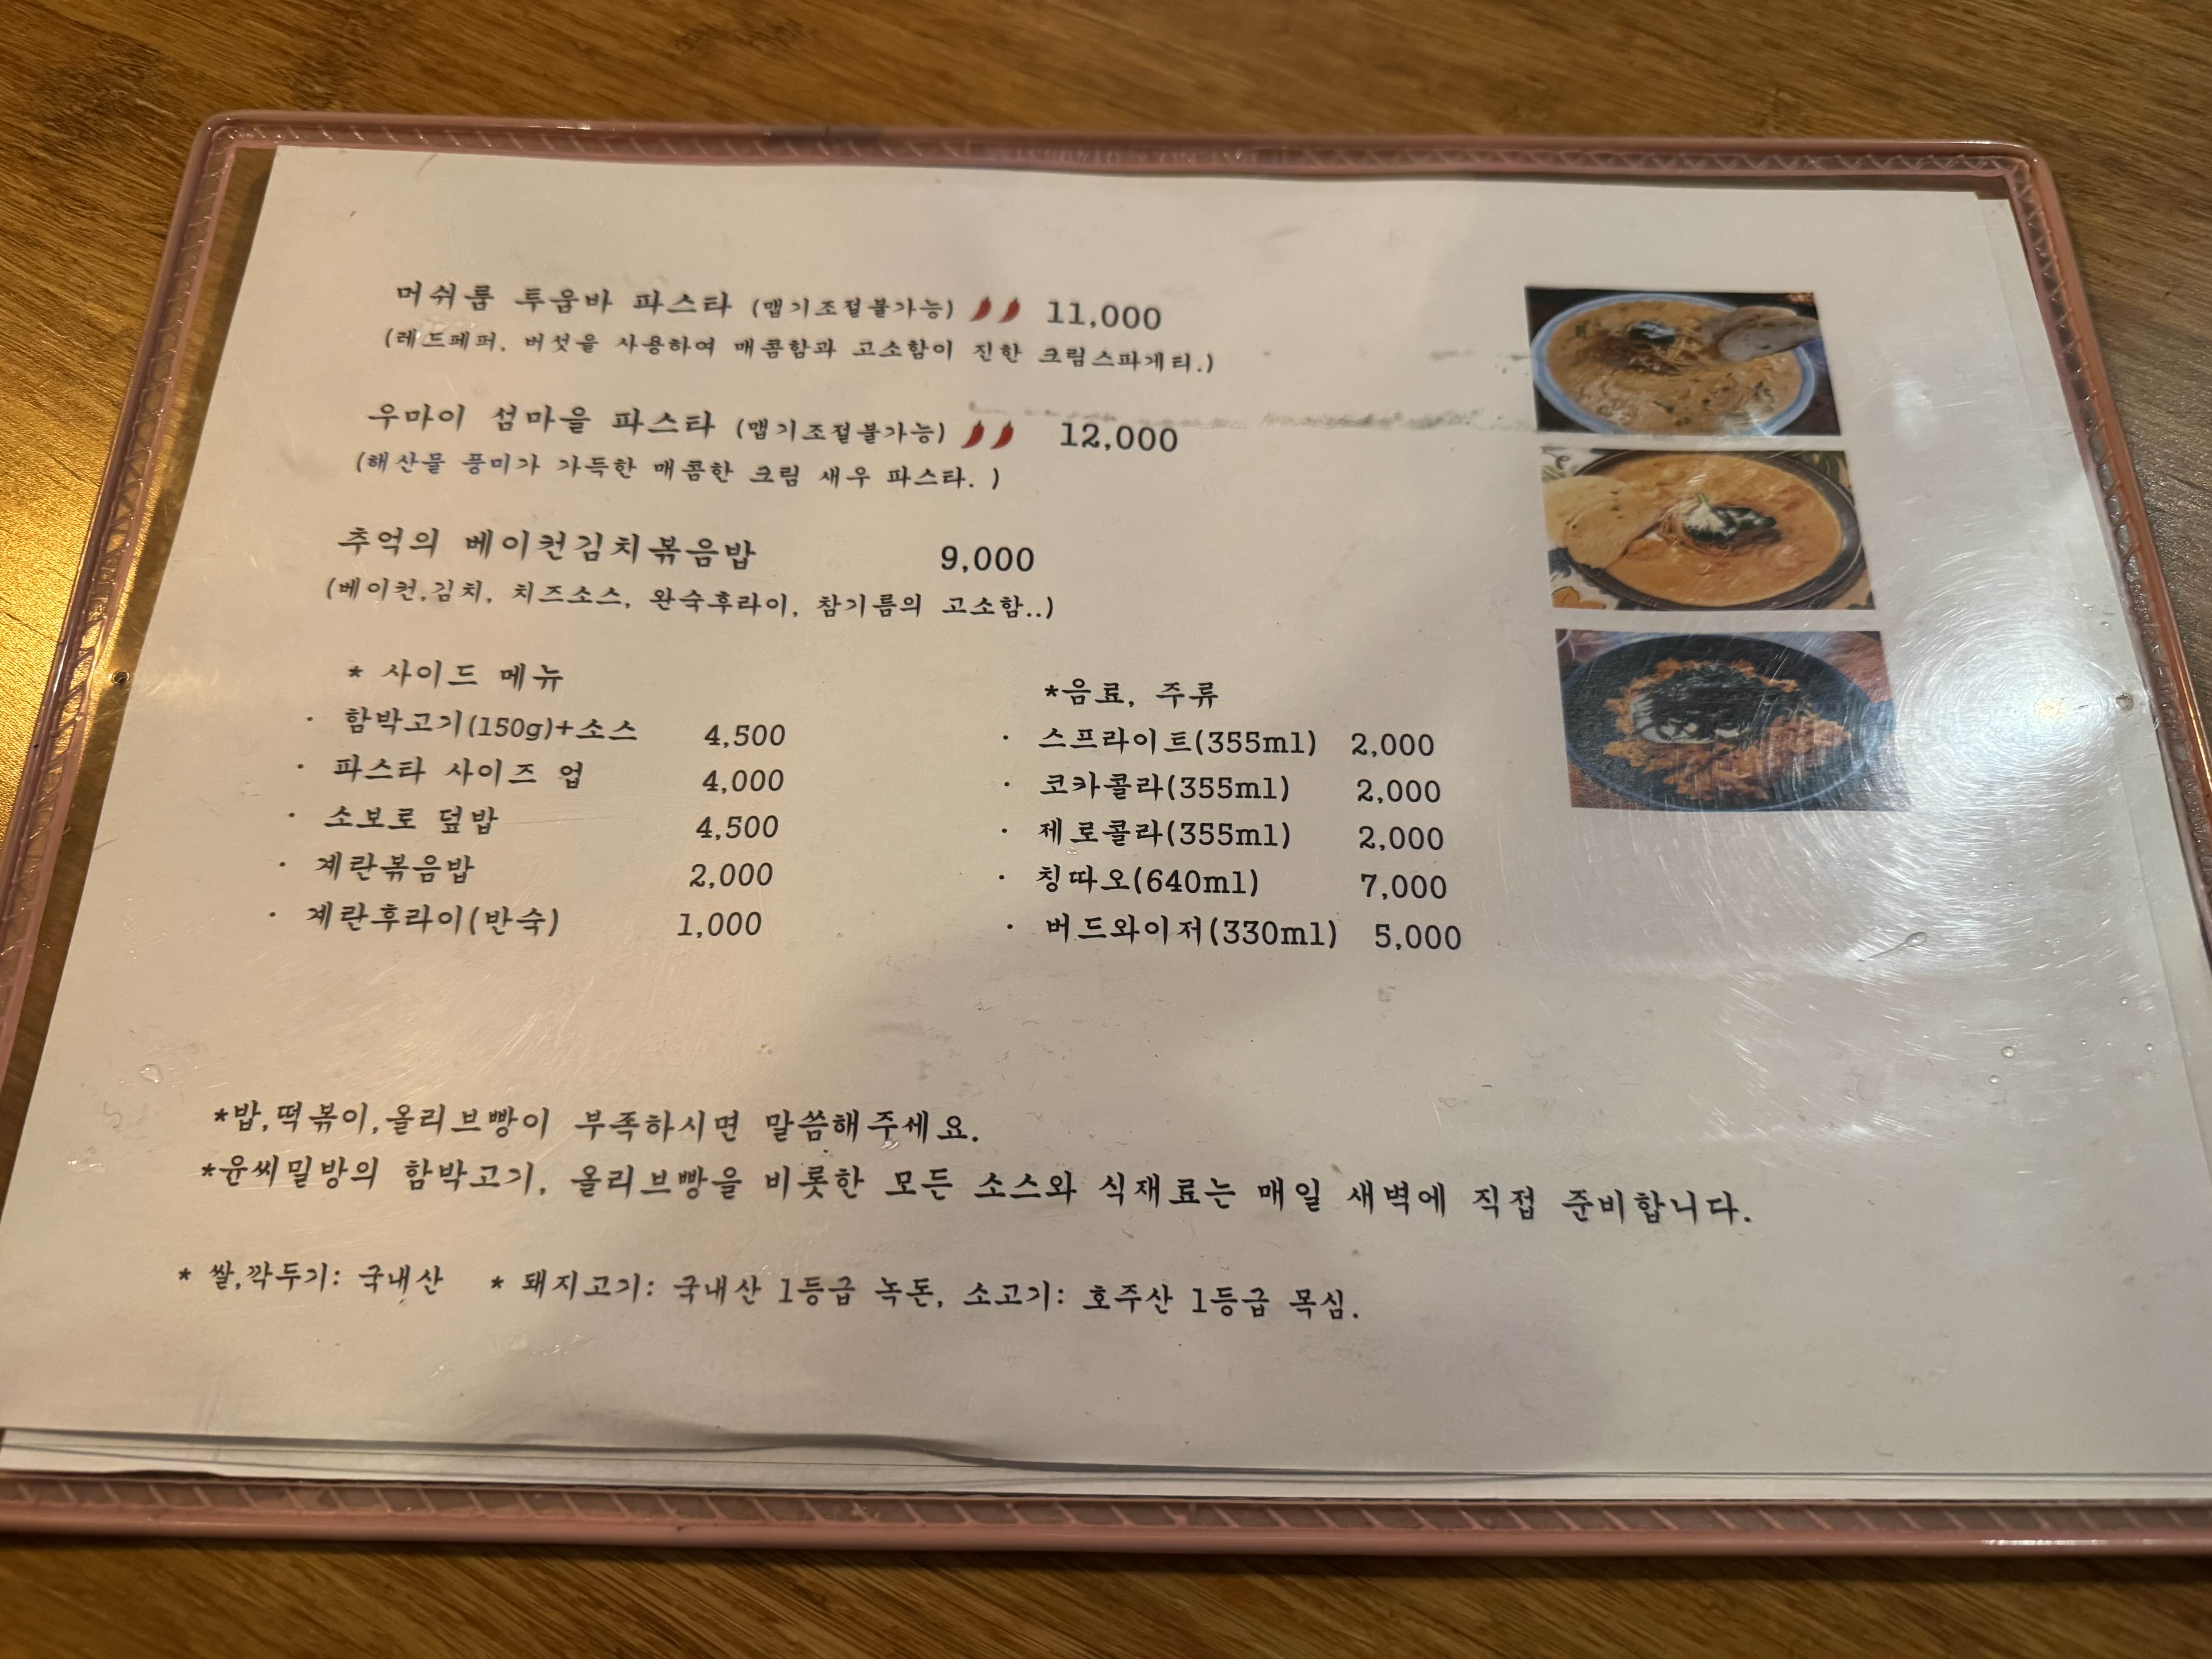 머쉬룸 투움바 파스타 (맵기조절불가능) 11,000
(레드페퍼, 버섯을 사용하여 매콤함과 고소함이 진한 크림스파게티.)
우마이 섬마을 파스타 (맵기조절불가능) 12,000
(해산물 풍미가 가득한 매콤한 크림 새우 파스타. )
추억의 베이컨김치볶음밥 9,000
(베이컨,김치, 치즈소스, 완숙후라이, 참기름의 고소함..)
* 사이드 메뉴
· 함박고기(150g)+소스 4,500
· 파스타 사이즈 업 4,000
· 소보로 덮밥 4,500
· 계란볶음밥 2,000
· 계란후라이(반숙) 1,000
*음료, 주류
· 스프라이트(355ml) 2,000
· 코카콜라(355ml) 2,000
· 제로콜라(355ml) 2,000
· 칭따오(640ml) 7,000
· 버드와이저(330ml) 5,000
*밥,떡볶이,올리브빵이 부족하시면 말씀해주세요.
*윤씨밀방의 함박고기, 올리브빵을 비롯한 모든 소스와 식재료는 매일 새벽에 직접 준비합니다.
* 쌀,깍두기: 국내산 * 돼지고기: 국내산 1등급 녹돈, 소고기: 호주산 1등급 목심.